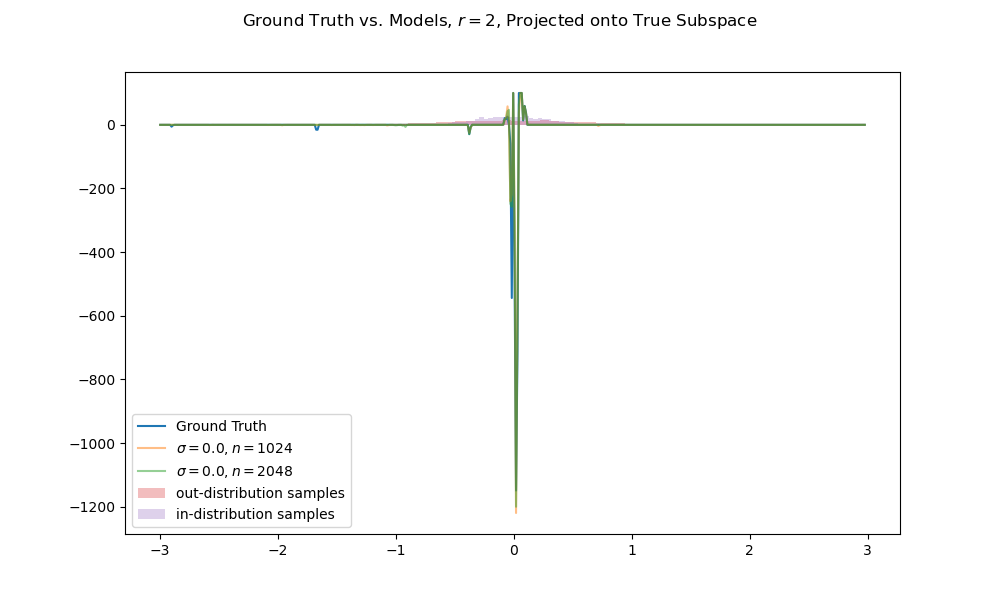 Ground Truth vs. Models, r = 2, Projected onto True Subspace
0
−200
−400
−600
−800
−1000
−1200
Ground Truth
σ = 0.0, n = 1024
σ = 0.0, n = 2048
out-distribution samples
in-distribution samples
−3 −2 −1 0 1 2 3